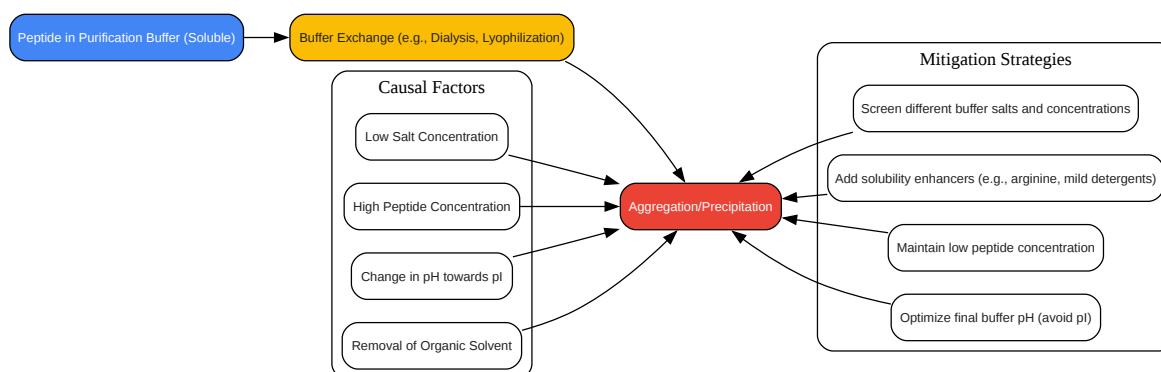 Peptide in Purification Buffer (Soluble)
Buffer Exchange (e.g., Dialysis, Lyophilization)
Causal Factors
Low Salt Concentration
High Peptide Concentration
Change in pH towards pI
Removal of Organic Solvent
Aggregation/Precipitation
Mitigation Strategies
Screen different buffer salts and concentrations
Add solubility enhancers (e.g., arginine, mild detergents)
Maintain low peptide concentration
Optimize final buffer pH (avoid pI)